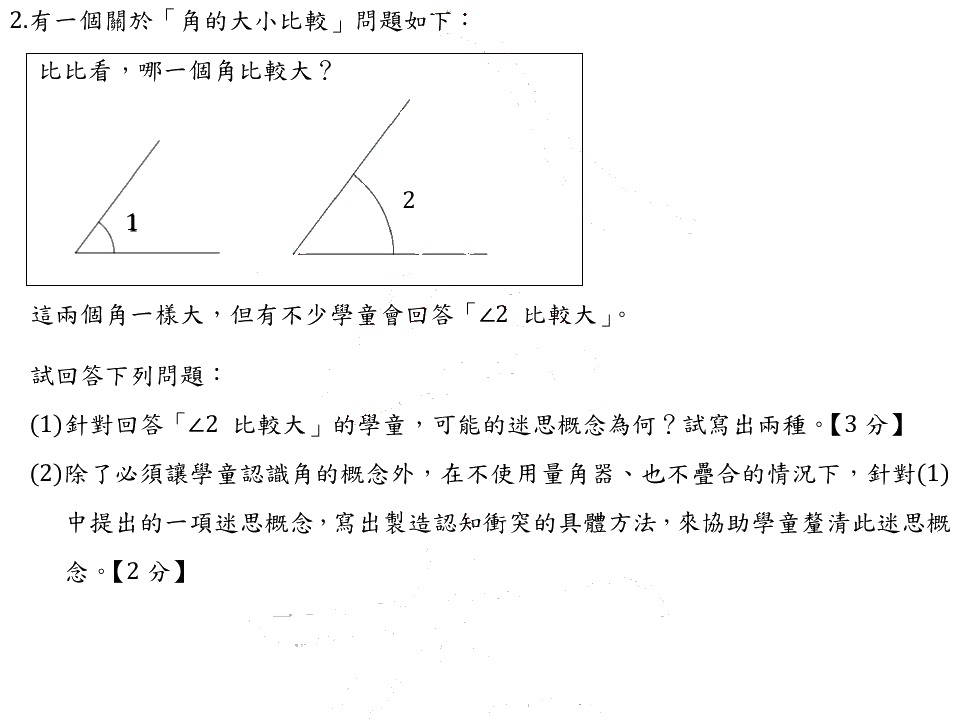 2.有一個關於「角的大小比較」問題如下：
比比看，哪一個角比較大？
1
2
這兩個角一樣大，但有不少學童會回答「∠2 比較大」。
試回答下列問題：
(1)針對回答「∠2 比較大」的學童，可能的迷思概念為何？試寫出兩種。【3 分】
(2)除了必須讓學童認識角的概念外，在不使用量角器、也不疊合的情況下，針對(1)
中提出的一項迷思概念，寫出製造認知衝突的具體方法，來協助學童釐清此迷思概
念。【2 分】